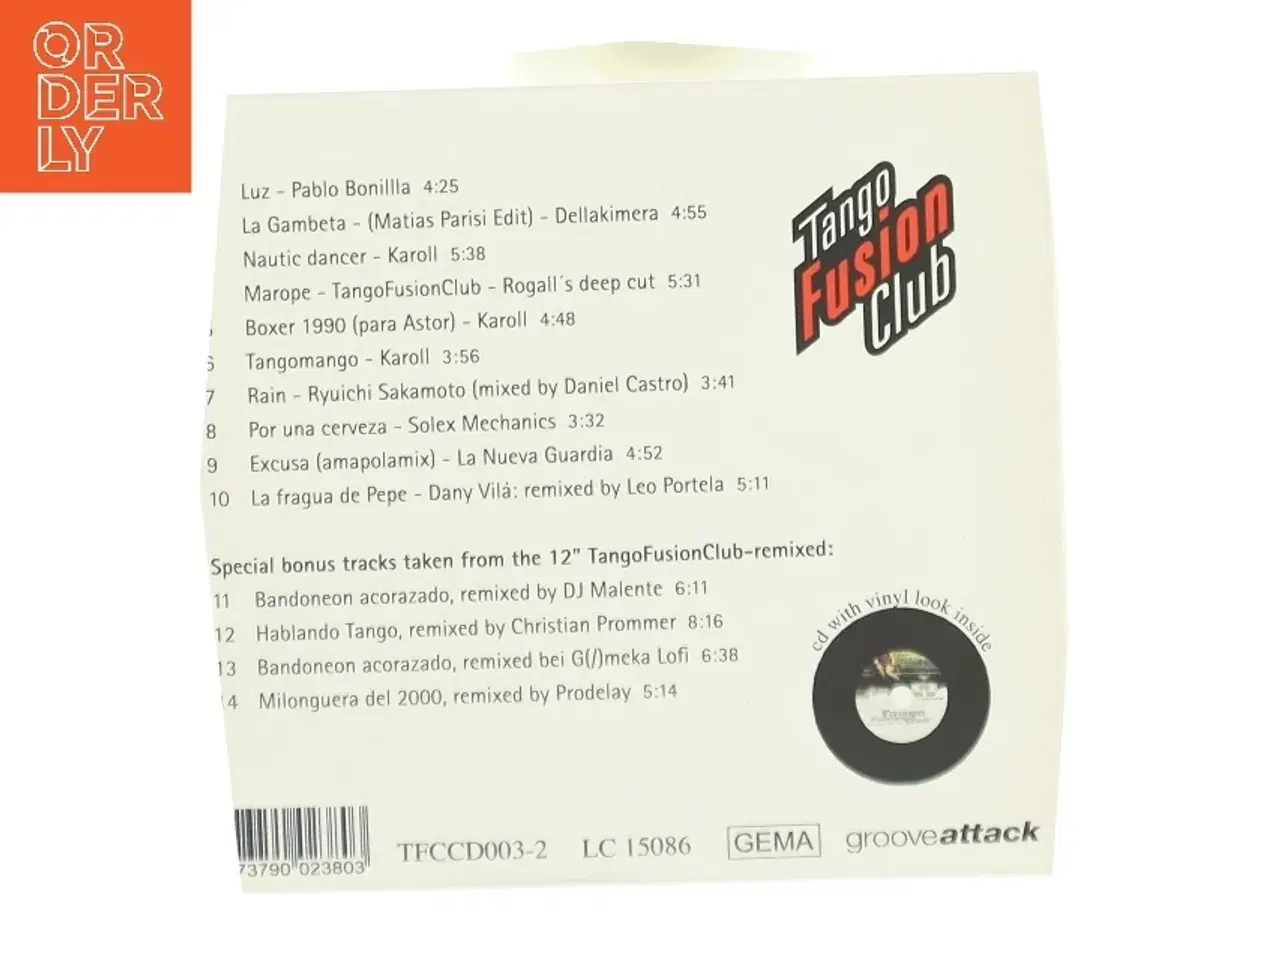 ORDERLY
Luz - Pablo Bonillla 4:25
La Gambeta - (Matias Parisi Edit) - Dellakimera 4:55
Nautic dancer - Karoll 5:38
Marope - TangoFusionClub - Rogall´s deep cut 5:31
Boxer 1990 (para Astor) - Karoll 4:48
6 Tangomango - Karoll 3:56
7 Rain - Ryuichi Sakamoto (mixed by Daniel Castro) 3:41
8 Por una cerveza - Solex Mechanics 3:32
9 Excusa (amapolamix) - La Nueva Guardia 4:52
10 La fragua de Pepe - Dany Vilá: remixed by Leo Portela 5:11
Tango
Fusion
Club
Special bonus tracks taken from the 12" TangoFusionClub-remixed:
11 Bandoneon acorazado, remixed by DJ Malente 6:11
12 Hablando Tango, remixed by Christian Prommer 8:16
13 Bandoneon acorazado, remixed bei G(/)meka Lofi 6:38
14 Milonguera del 2000, remixed by Prodelay 5:14
cd with vinyl look inside
73790 023803
TFCCD003-2 LC 15086 GEMA grooveattack